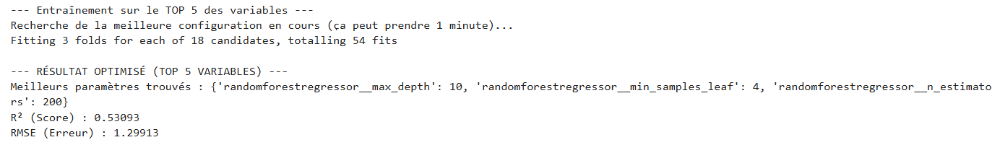 --- Entraînement sur le TOP 5 des variables ---
Recherche de la meilleure configuration en cours (ça peut prendre 1 minute)...
Fitting 3 folds for each of 18 candidates, totalling 54 fits
--- RÉSULTAT OPTIMISÉ (TOP 5 VARIABLES) ---
Meilleurs paramètres trouvés : {'randomforestregressor__max_depth': 10, 'randomforestregressor__min_samples_leaf': 4, 'randomforestregressor__n_estimato
rs': 200}
R² (Score) : 0.53093
RMSE (Erreur) : 1.29913